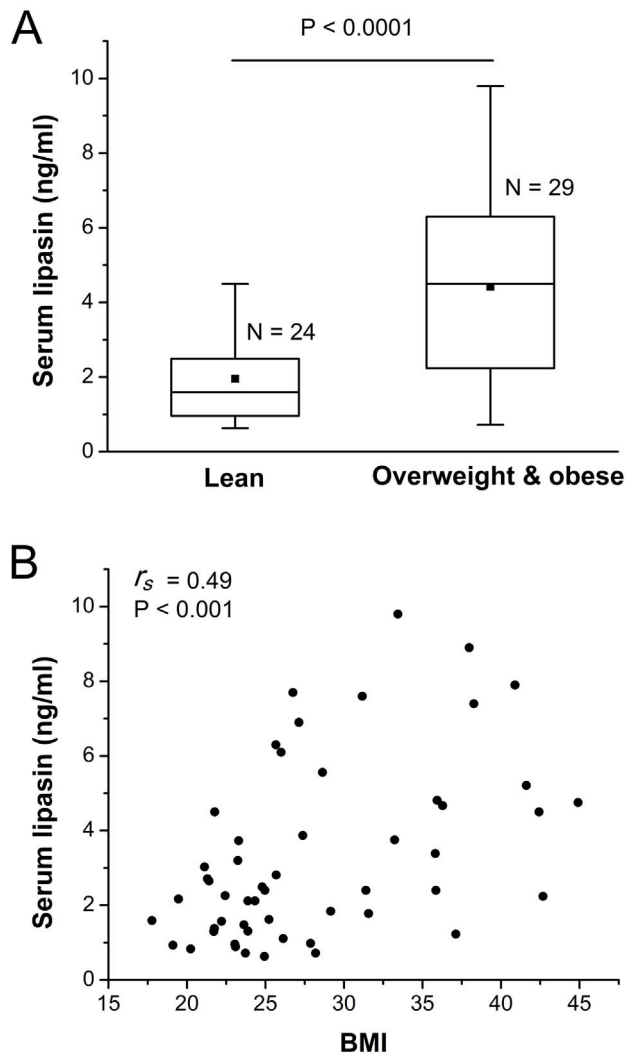 A
P < 0.0001
Serum lipasin (ng/ml)
10
8
6
4
2
0
N = 24
N = 29
Lean
Overweight & obese
B
rs = 0.49
P < 0.001
Serum lipasin (ng/ml)
10
8
6
4
2
0
15 20 25 30 35 40 45
BMI